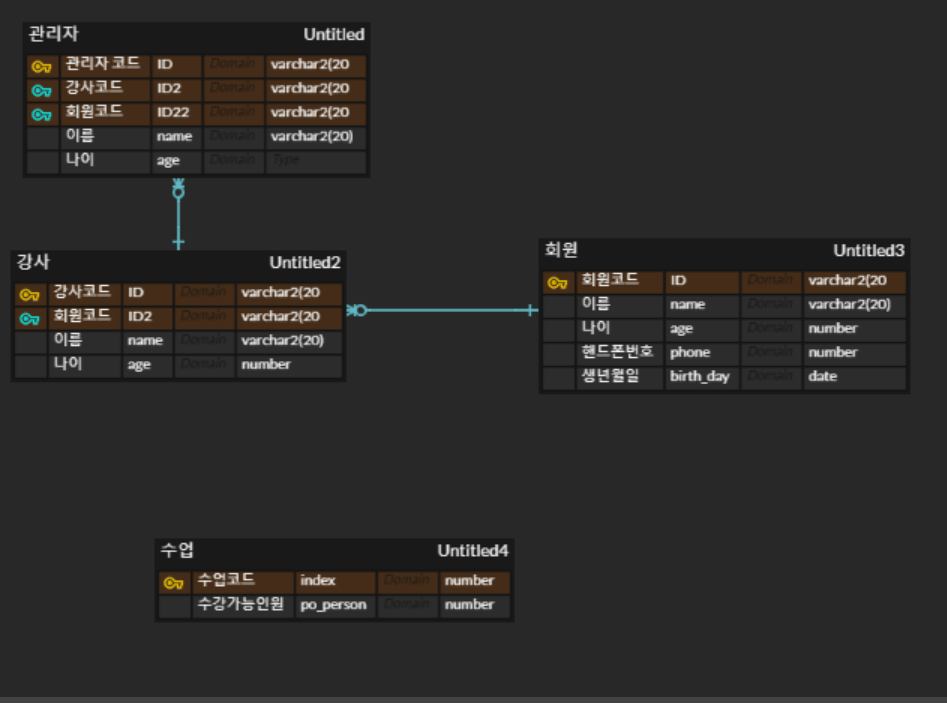 관리자 Untitled
관리자 코드 ID Domain varchar2(20
강사코드 ID2 Domain varchar2(20
회원코드 ID22 Domain varchar2(20
이름 name Domain varchar2(20)
나이 age Domain Type
강사 Untitled2
강사코드 ID Domain varchar2(20
회원코드 ID2 Domain varchar2(20
이름 name Domain varchar2(20)
나이 age Domain number
회원 Untitled3
회원코드 ID Domain varchar2(20
이름 name Domain varchar2(20)
나이 age Domain number
핸드폰번호 phone Domain number
생년월일 birth_day Domain date
수업 Untitled4
수업코드 index Domain number
수강가능인원 po_person Domain number